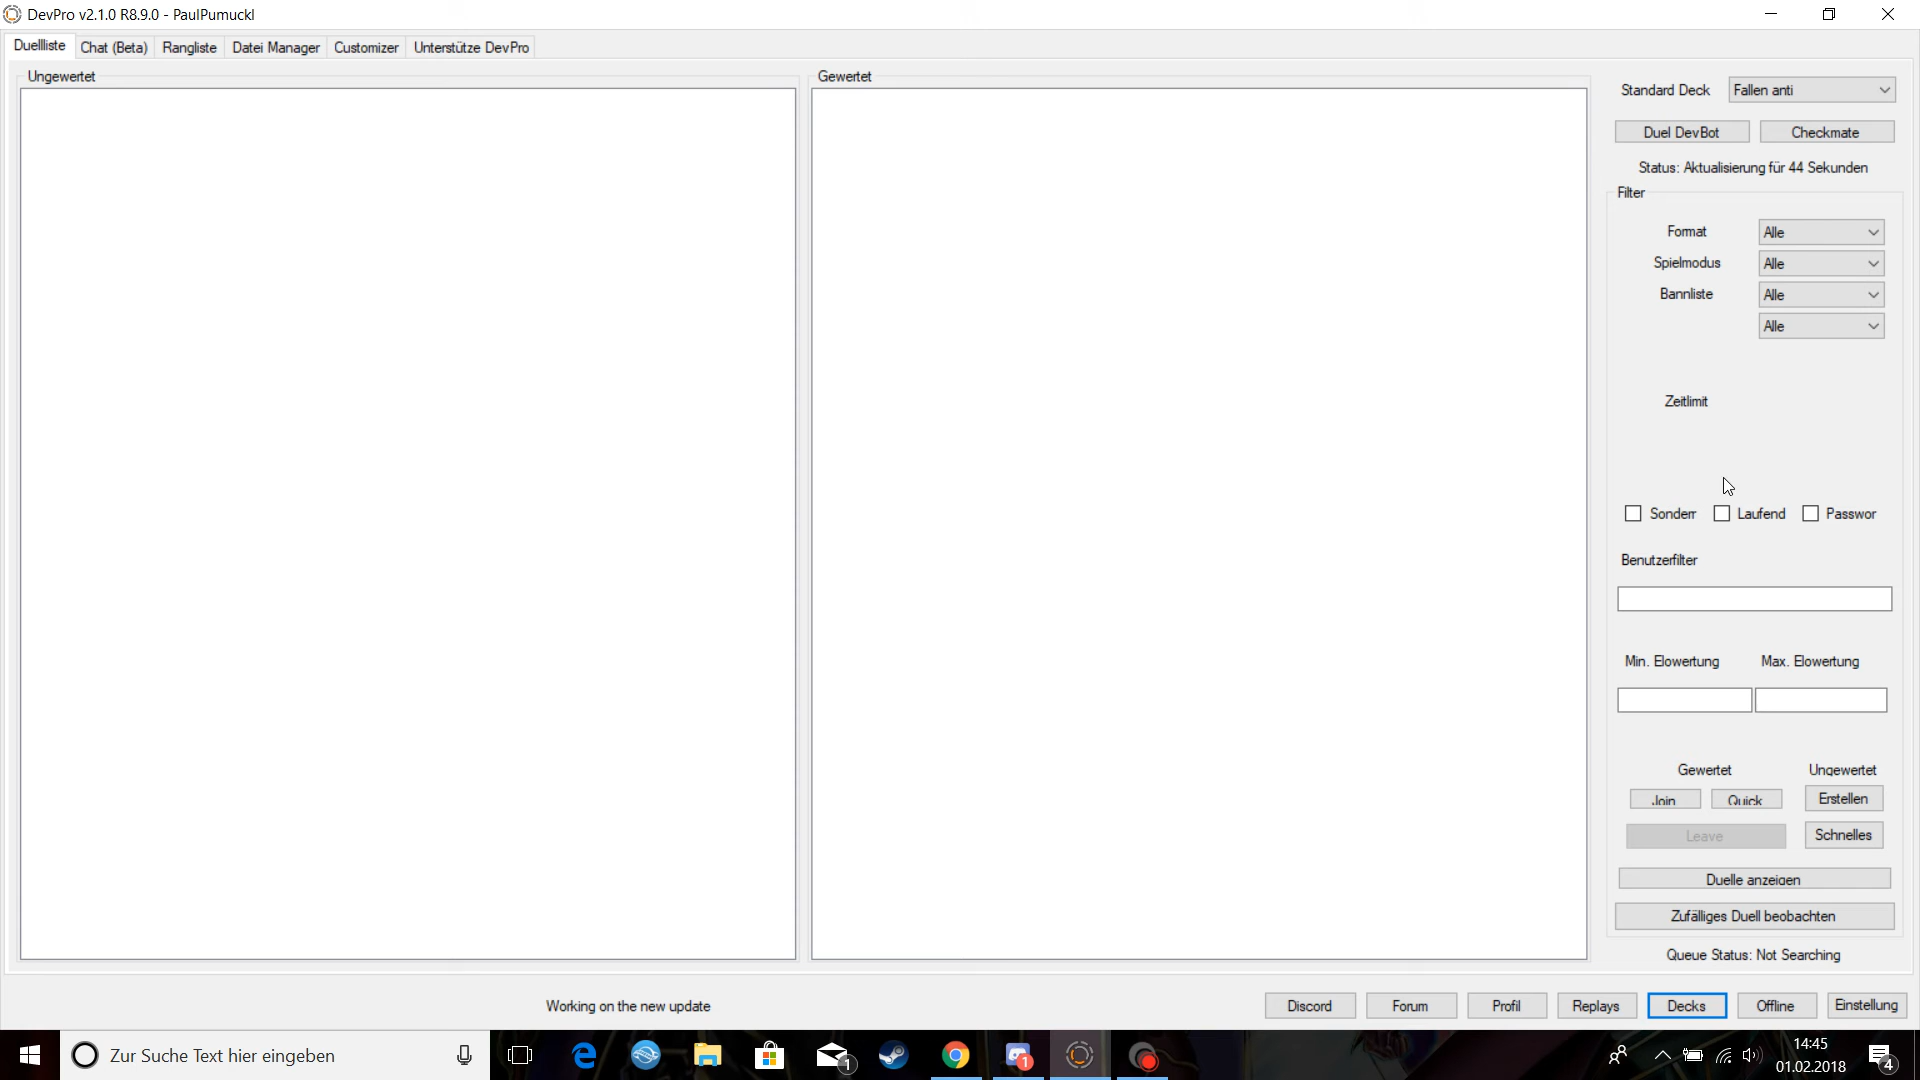 DevPro v2.1.0 R8.9.0 - PaulPumuckl
Duellliste Chat (Beta) Rangliste Datei Manager Customizer Unterstütze DevPro
Ungewertet
Gewertet
Standard Deck Fallen anti
Duel DevBot Checkmate
Status: Aktualisierung für 44 Sekunden
Filter
Format Alle
Spielmodus Alle
Bannliste Alle
Alle
Zeitlimit
Sonderr Laufend Passwor
Benutzerfilter
Min. Elowertung Max. Elowertung
Gewertet Ungewertet
Join Quick Erstellen
Leave Schnelles
Duelle anzeigen
Zufälliges Duell beobachten
Queue Status: Not Searching
Working on the new update
Discord Forum Profil Replays Decks Offline Einstellung
Zur Suche Text hier eingeben
1
1
14:45
01.02.2018
4